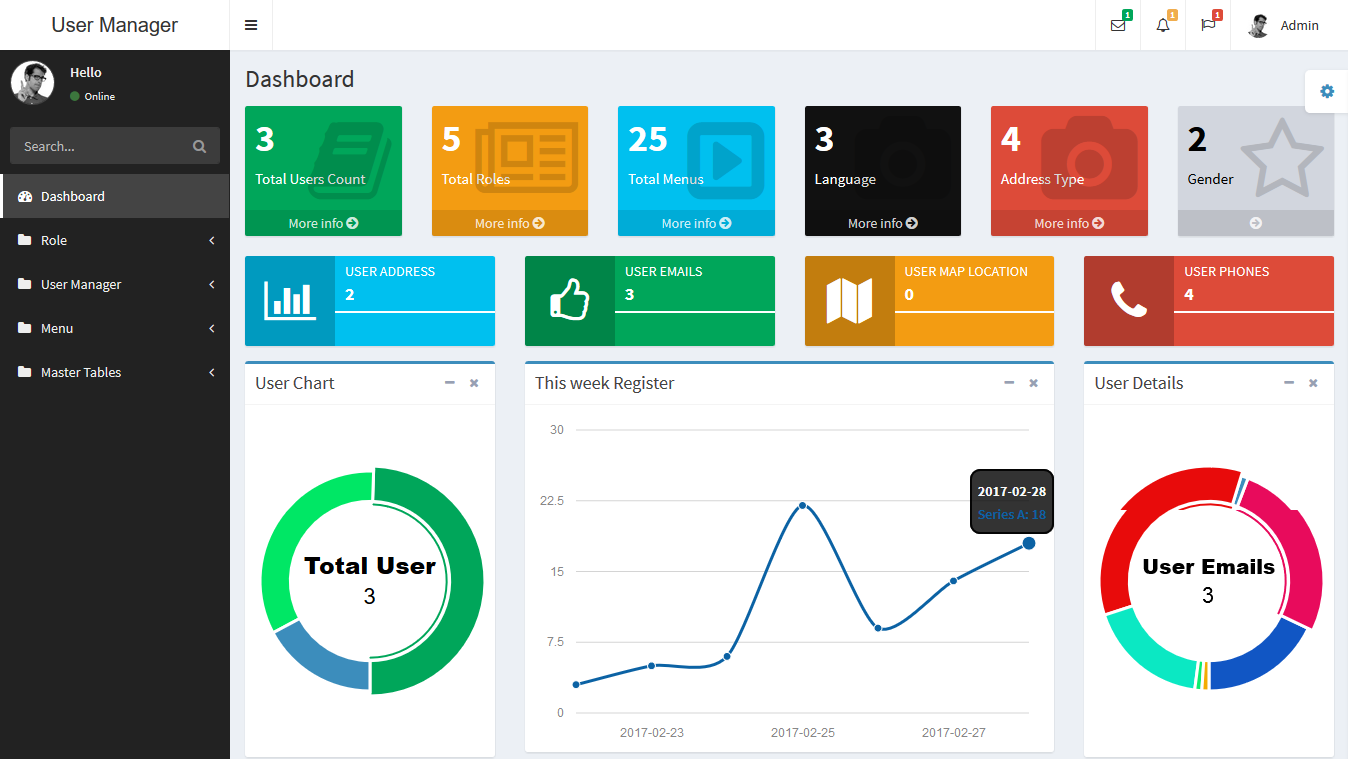 User Manager
1
1
1
Admin
Hello
Online
Search...
Dashboard
Role
User Manager
Menu
Master Tables
Dashboard
3
Total Users Count
More info
5
Total Roles
More info
25
Total Menus
More info
3
Language
More info
4
Address Type
More info
2
Gender
USER ADDRESS
2
USER EMAILS
3
USER MAP LOCATION
0
USER PHONES
4
User Chart
Total User
3
This week Register
30
22.5
15
7.5
0
2017-02-23
2017-02-25
2017-02-27
2017-02-28
Series A: 18
User Details
User Emails
3